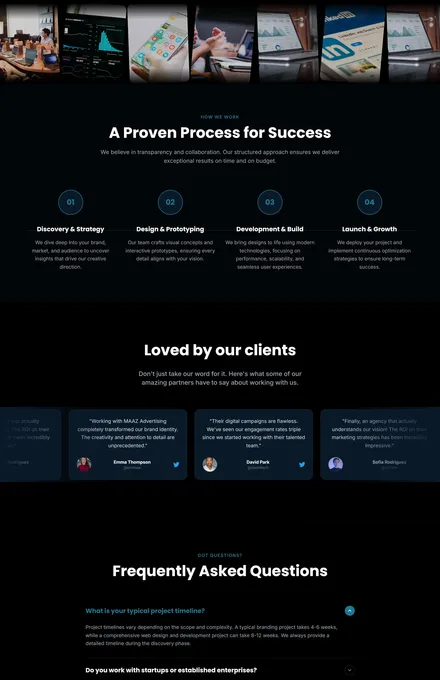 HOW WE WORK
A Proven Process for Success
We believe in transparency and collaboration. Our structured approach ensures we deliver
exceptional results on time and on budget.
01
Discovery & Strategy
We dive deep into your brand,
market, and audience to uncover
insights that drive our creative
direction.
02
Design & Prototyping
Our team crafts visual concepts and
interactive prototypes, ensuring every
detail aligns with your vision.
03
Development & Build
We bring designs to life using modern
technologies, focusing on
performance, scalability, and
seamless user experiences.
04
Launch & Growth
We deploy your project and
implement continuous optimization
strategies to ensure long-term
success.
Loved by our clients
Don't just take our word for it. Here's what some of our
amazing partners have to say about working with us.
"Working with MAAZ Advertising
completely transformed our brand identity.
The creativity and attention to detail are
unprecedented."
Emma Thompson
"Their digital campaigns are flawless.
We've seen our engagement rates triple
since we started working with their talented
team."
David Park
"Finally, an agency that actually
understands our vision! The ROI on their
marketing strategies has been incredibly
impressive."
Sofia Rodriguez
GOT QUESTIONS?
Frequently Asked Questions
What is your typical project timeline?
Project timelines vary depending on the scope and complexity. A typical branding project takes 4-6 weeks,
while a comprehensive web design and development project can take 8-12 weeks. We always provide a
detailed timeline during the discovery phase.
Do you work with startups or established enterprises?